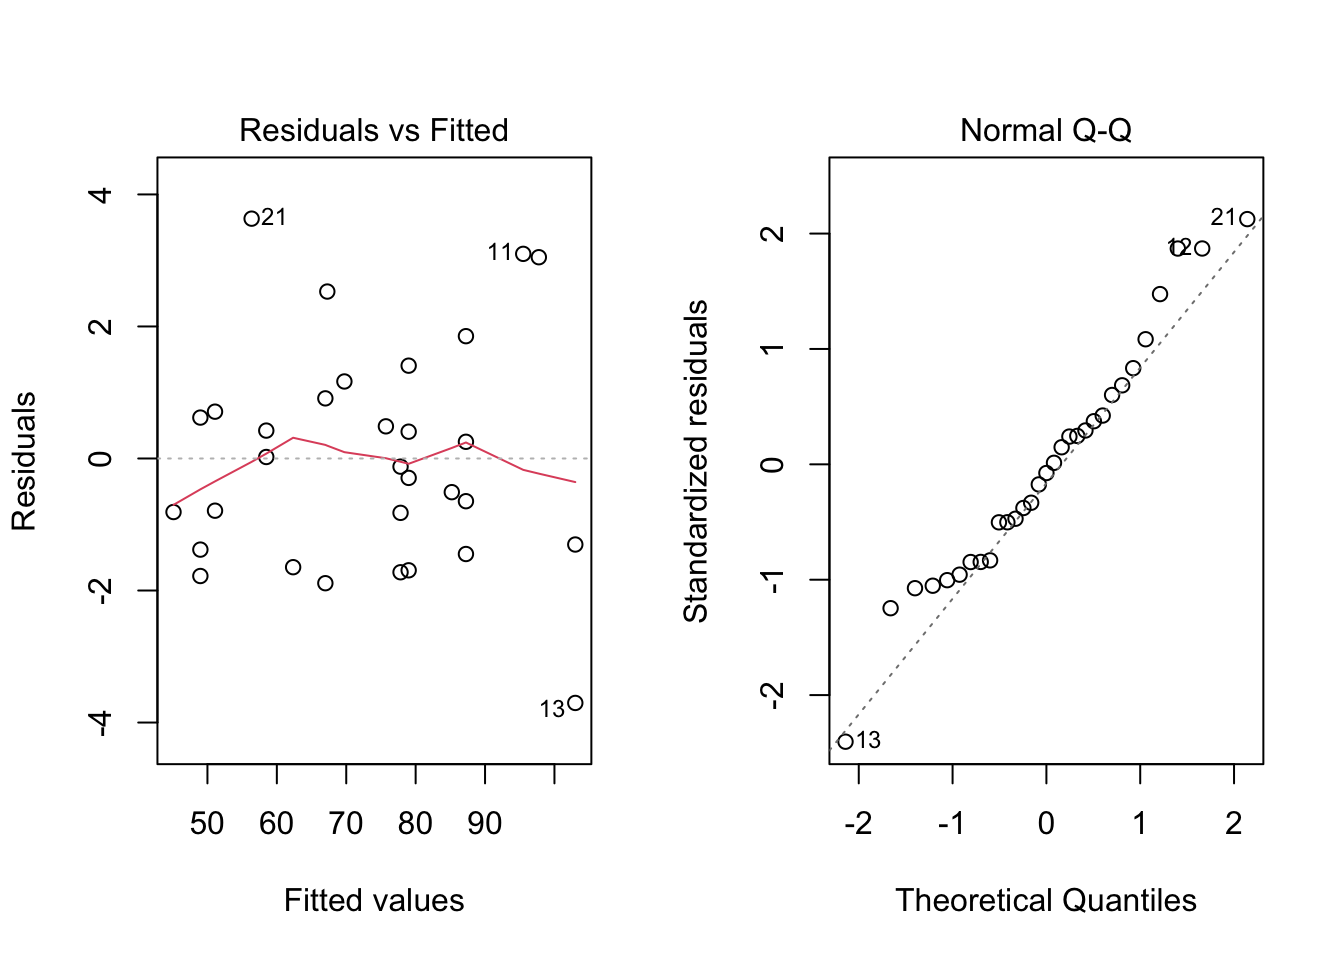 Residuals vs Fitted
Residuals
4
2
0
-2
-4
21
11
13
50 60 70 80 90
Fitted values
Normal Q-Q
Standardized residuals
2
1
0
-1
-2
21
12
13
-2 -1 0 1 2
Theoretical Quantiles